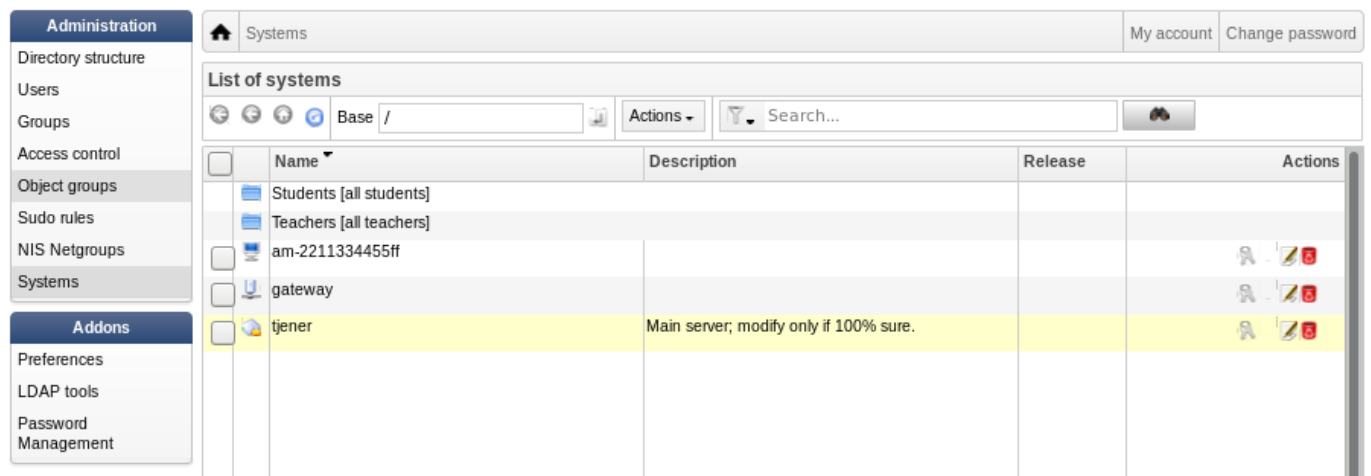 Administration
Directory structure
Users
Groups
Access control
Object groups
Sudo rules
NIS Netgroups
Systems
Addons
Preferences
LDAP tools
Password
Management
Systems
My account Change password
List of systems
Base / Actions Search...
Name Description Release Actions
Students [all students]
Teachers [all teachers]
am-2211334455ff
gateway
tjener Main server; modify only if 100% sure.